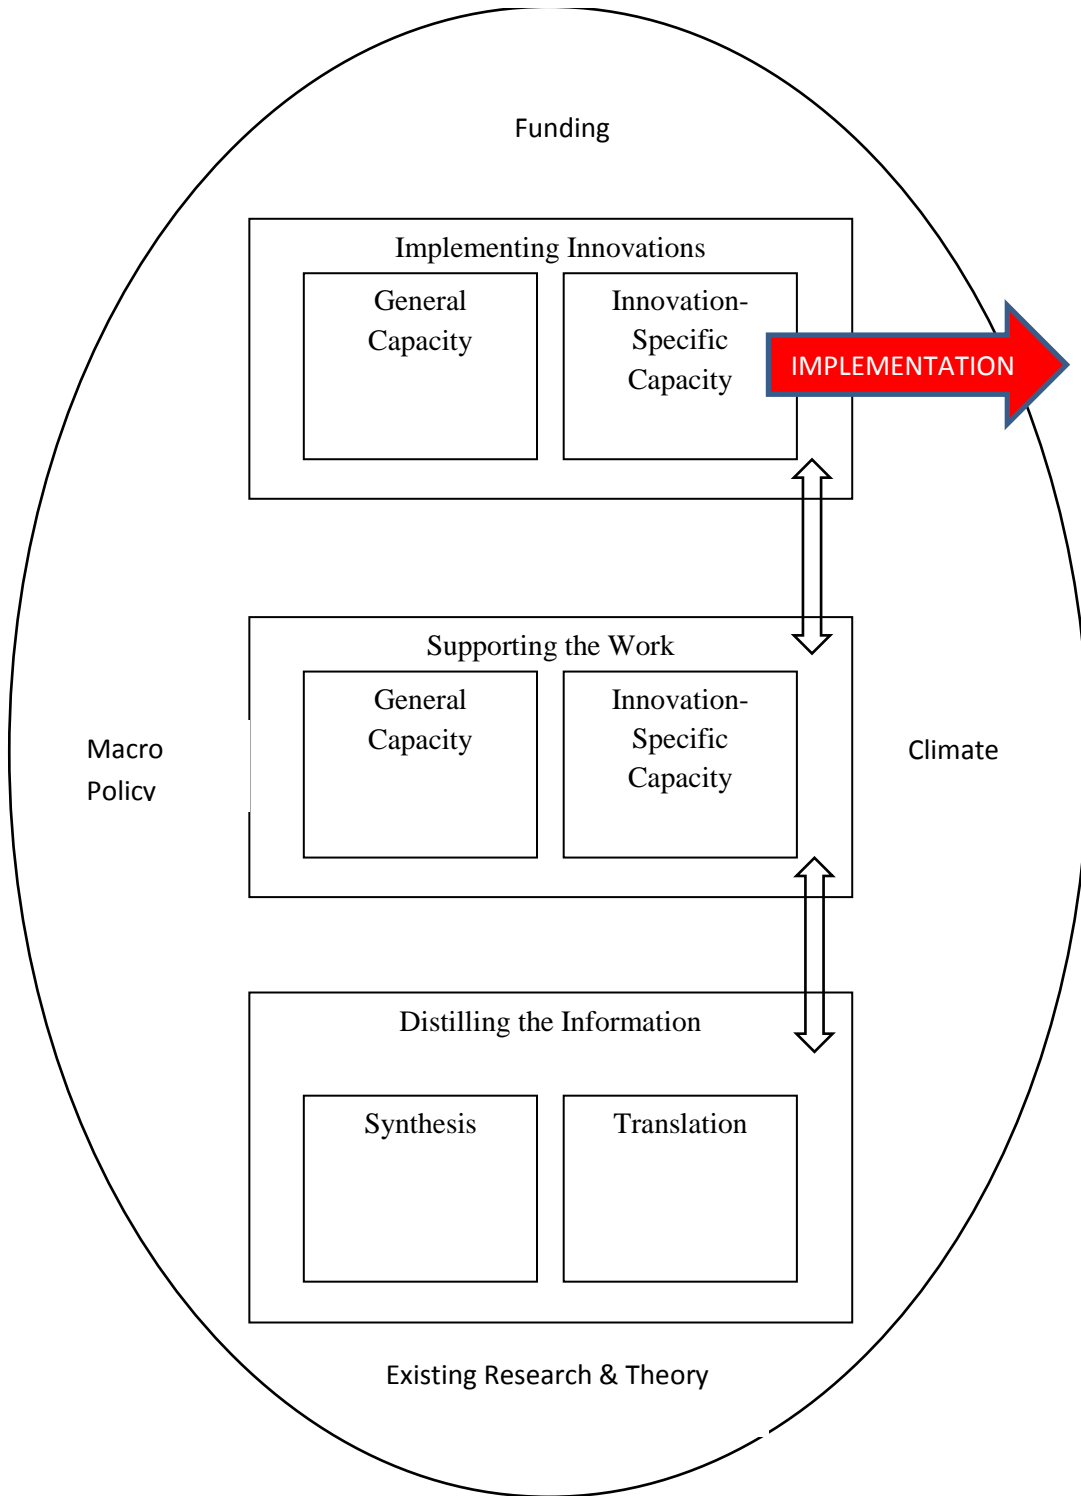 Funding
Implementing Innovations
General
Capacity
Innovation-
Specific
Capacity
IMPLEMENTATION
Supporting the Work
General
Capacity
Innovation-
Specific
Capacity
Macro
Policy
Climate
Distilling the Information
Synthesis
Translation
Existing Research & Theory